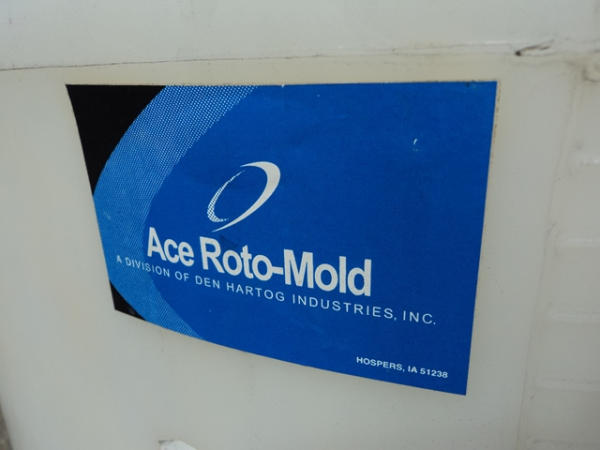 Ace Roto-Mold
A DIVISION OF DEN HARTOG INDUSTRIES, INC.
HOSPERS, IA 51238